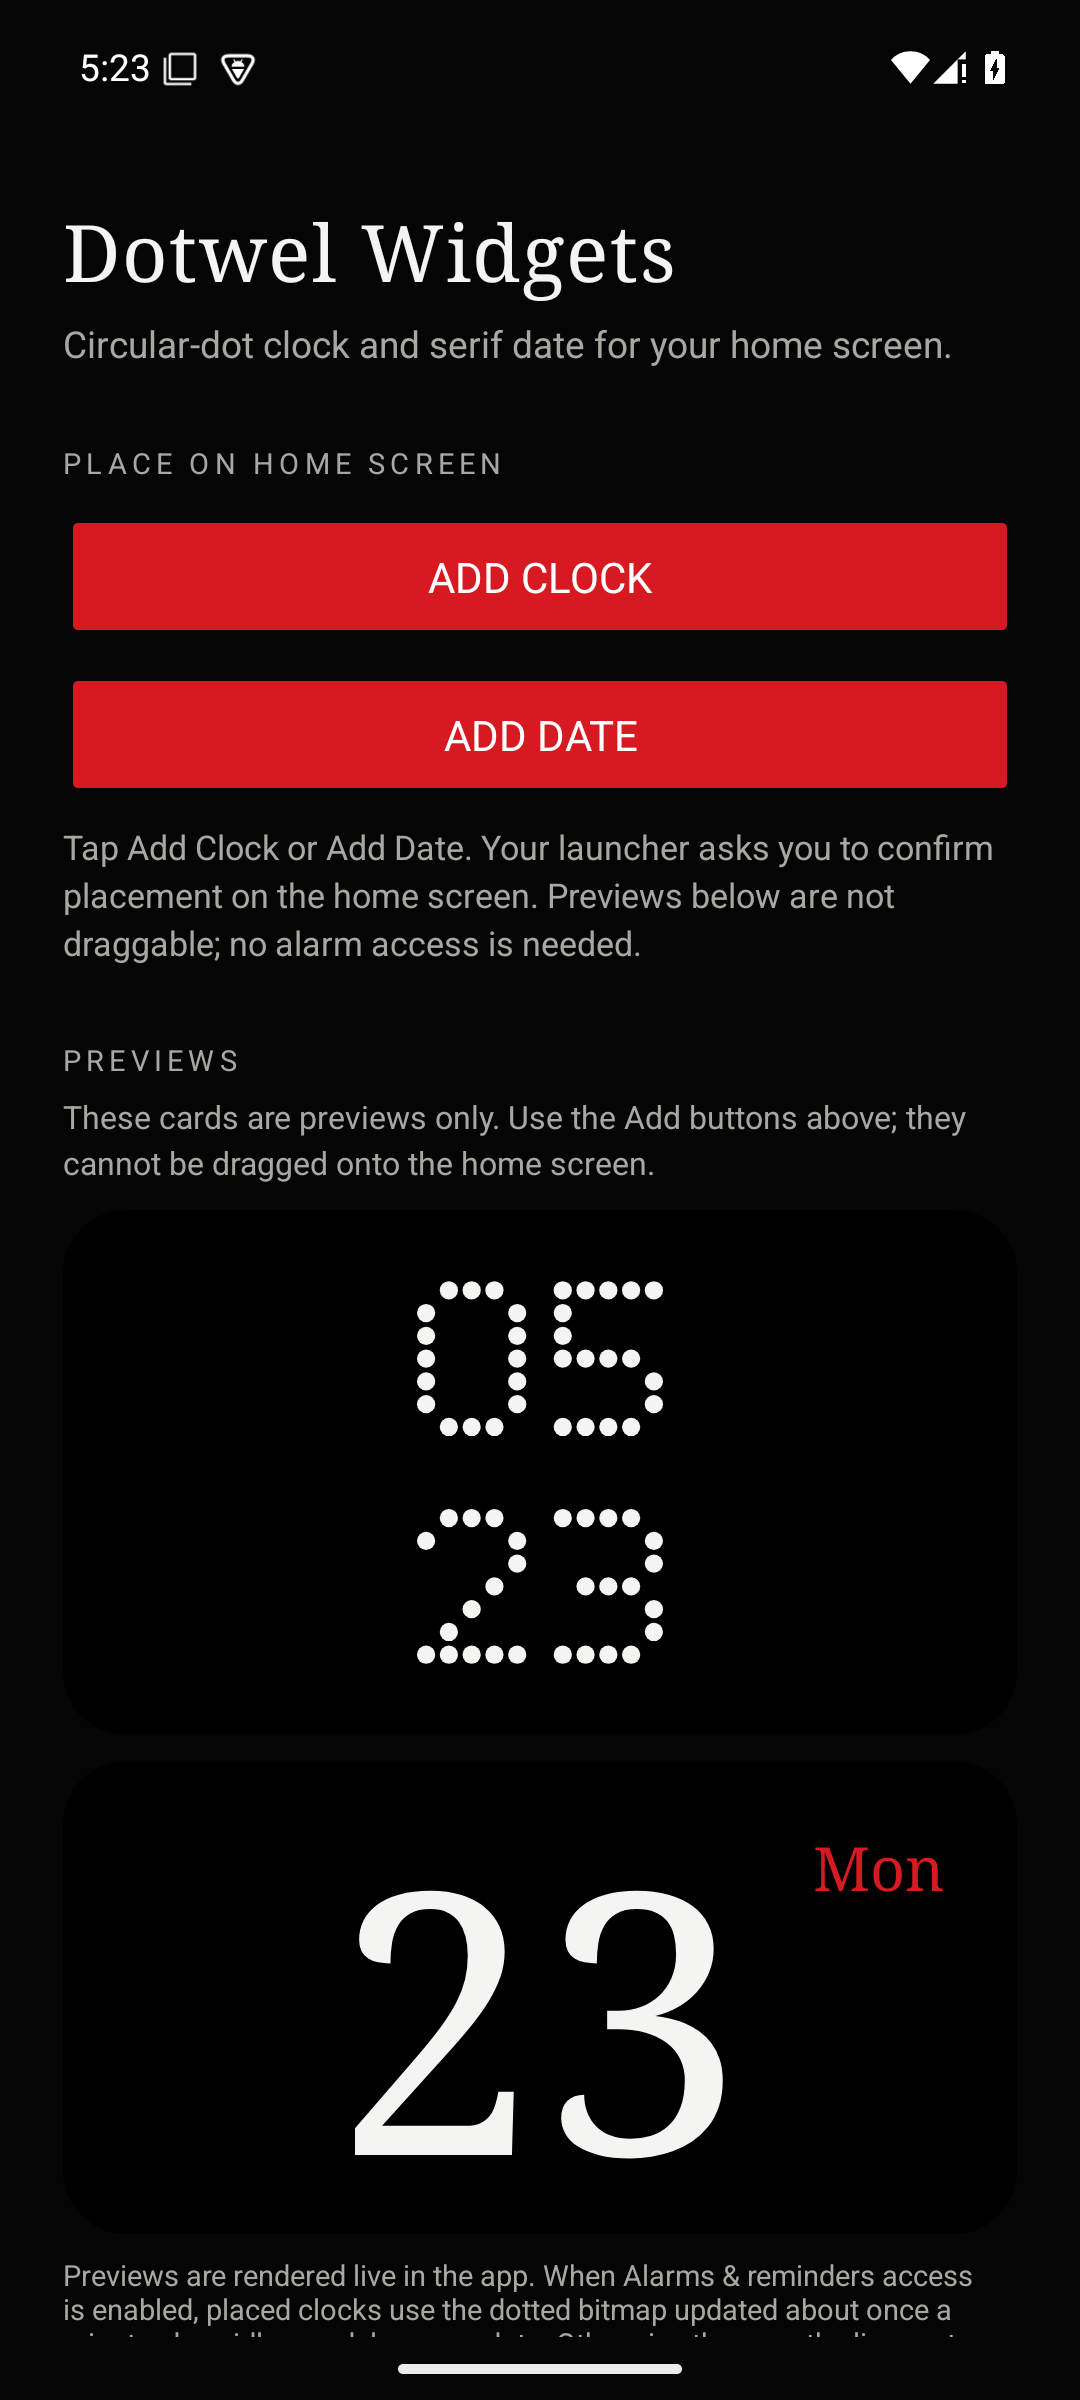 5:23
Dotwel Widgets
Circular-dot clock and serif date for your home screen.
PLACE ON HOME SCREEN
ADD CLOCK
ADD DATE
Tap Add Clock or Add Date. Your launcher asks you to confirm
placement on the home screen. Previews below are not
draggable; no alarm access is needed.
PREVIEWS
These cards are previews only. Use the Add buttons above; they
cannot be dragged onto the home screen.
05
23
Mon
23
Previews are rendered live in the app. When Alarms & reminders access
is enabled, placed clocks use the dotted bitmap updated about once a